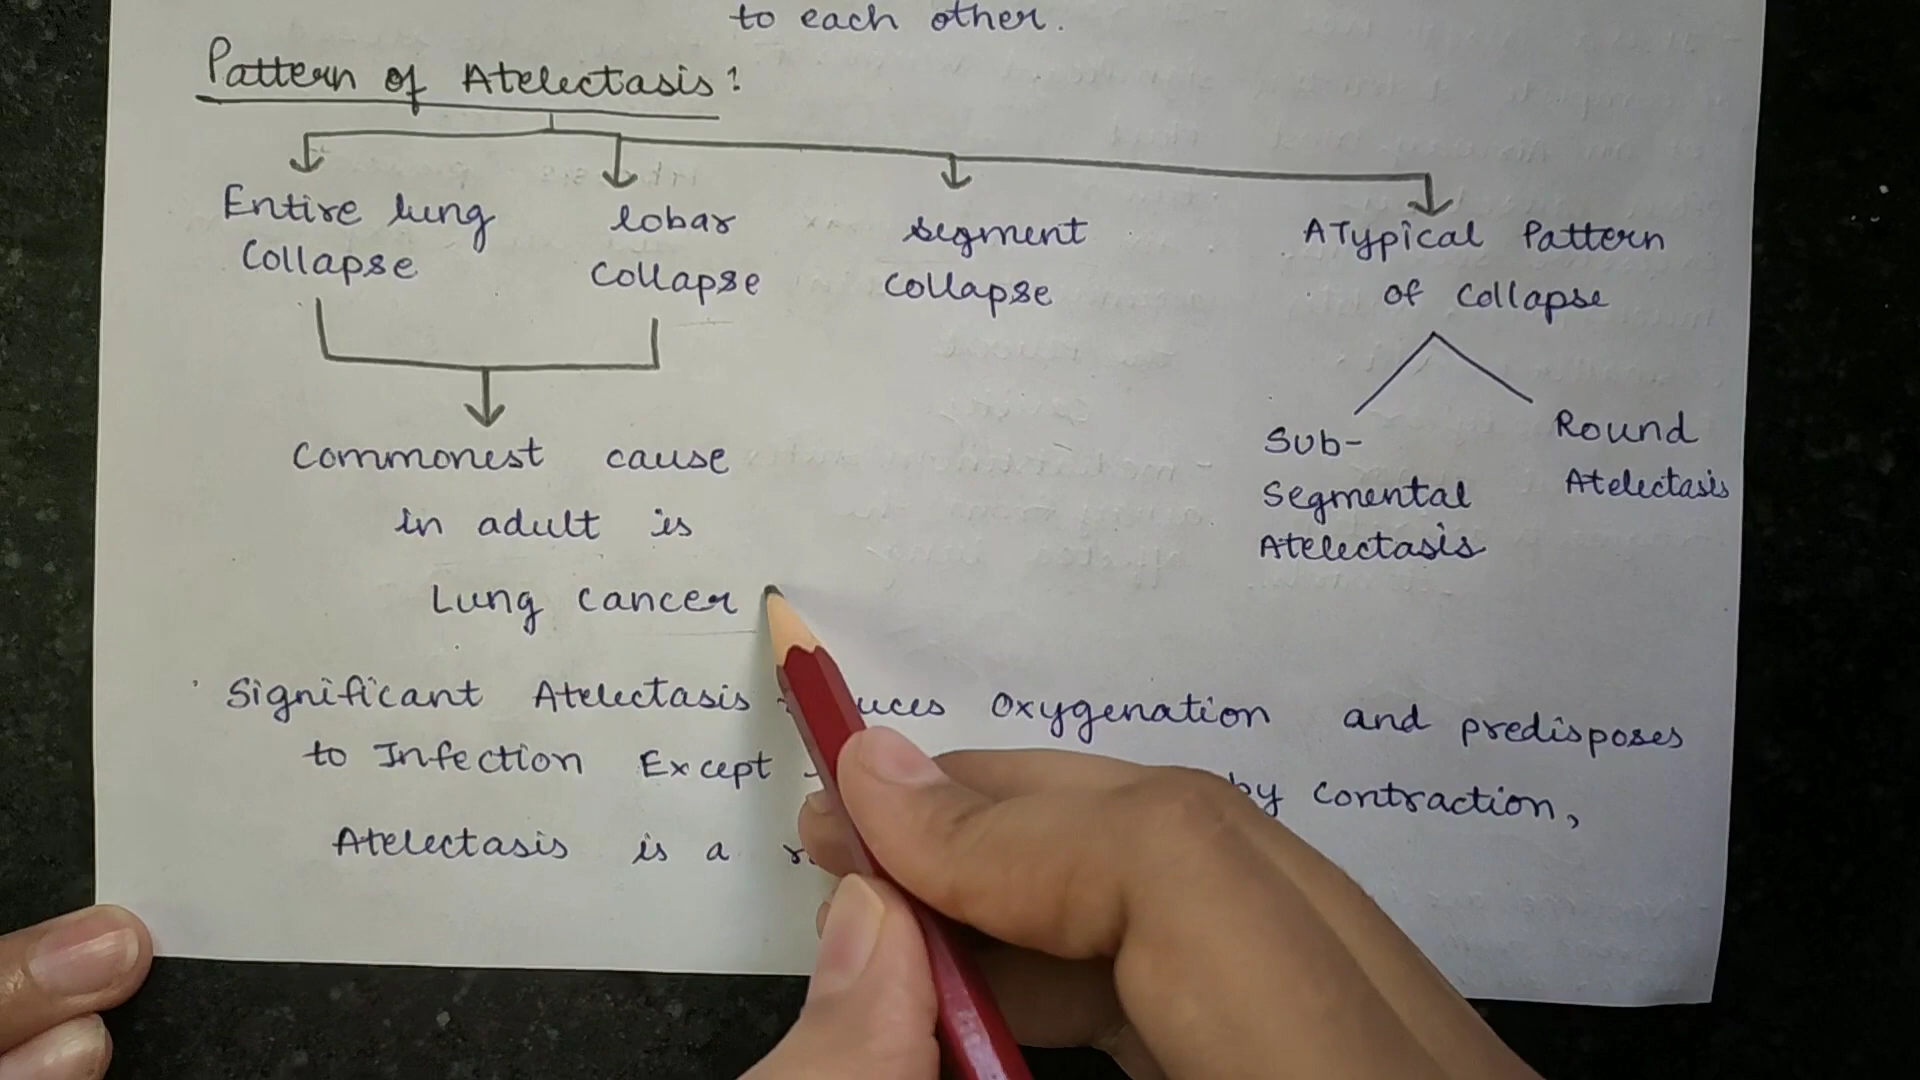 to each other.
Pattern of Atelectasis:
Entire lung
Collapse
lobar
collapse
segment
collapse
ATypical Pattern
of collapse
Sub-
Segmental
Atelectasis
Round
Atelectasis
Commonest cause
in adult is
Lung cancer
Significant Atelectasis uces Oxygenation and predisposes
to Infection Except by contraction,
Atelectasis is a